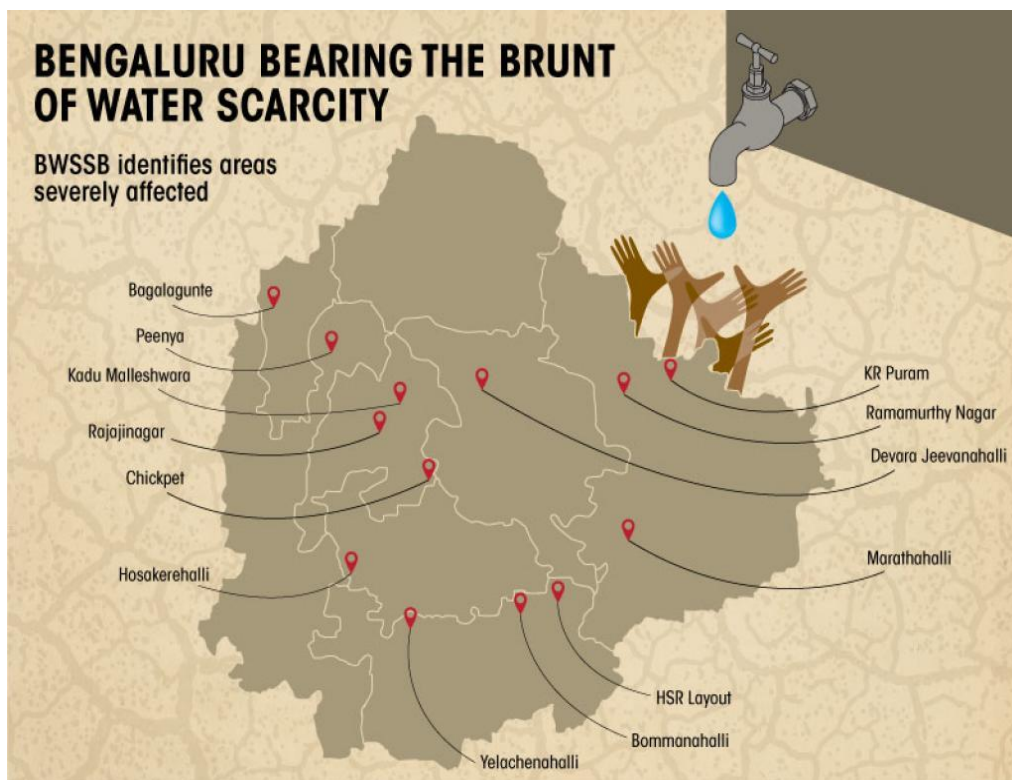 BENGALURU BEARING THE BRUNT
OF WATER SCARCITY
BWSSB identifies areas
severely affected
Bagalagunte
Peenya
Kadu Malleshwara
Rajajinagar
Chickpet
Hosakerehalli
KR Puram
Ramamurthy Nagar
Devara Jeevanahalli
Marathahalli
HSR Layout
Bommanahalli
Yelachenahalli